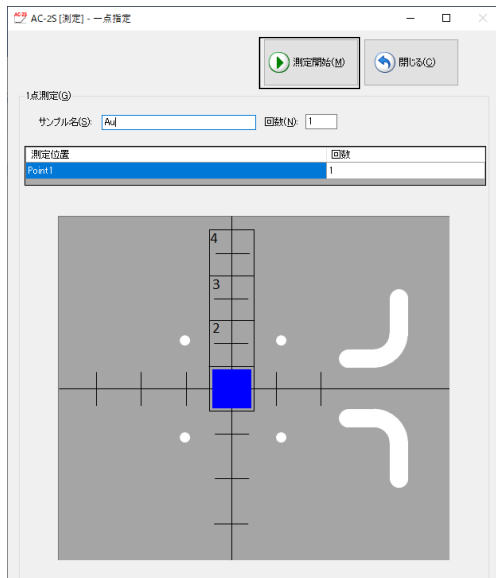 AC-2S [測定] - 一点指定
測定開始(M) 閉じる(C)
1点測定(G)
サンプル名(S): Au 回数(N): 1
測定位置 回数
Point1 1
4
3
2